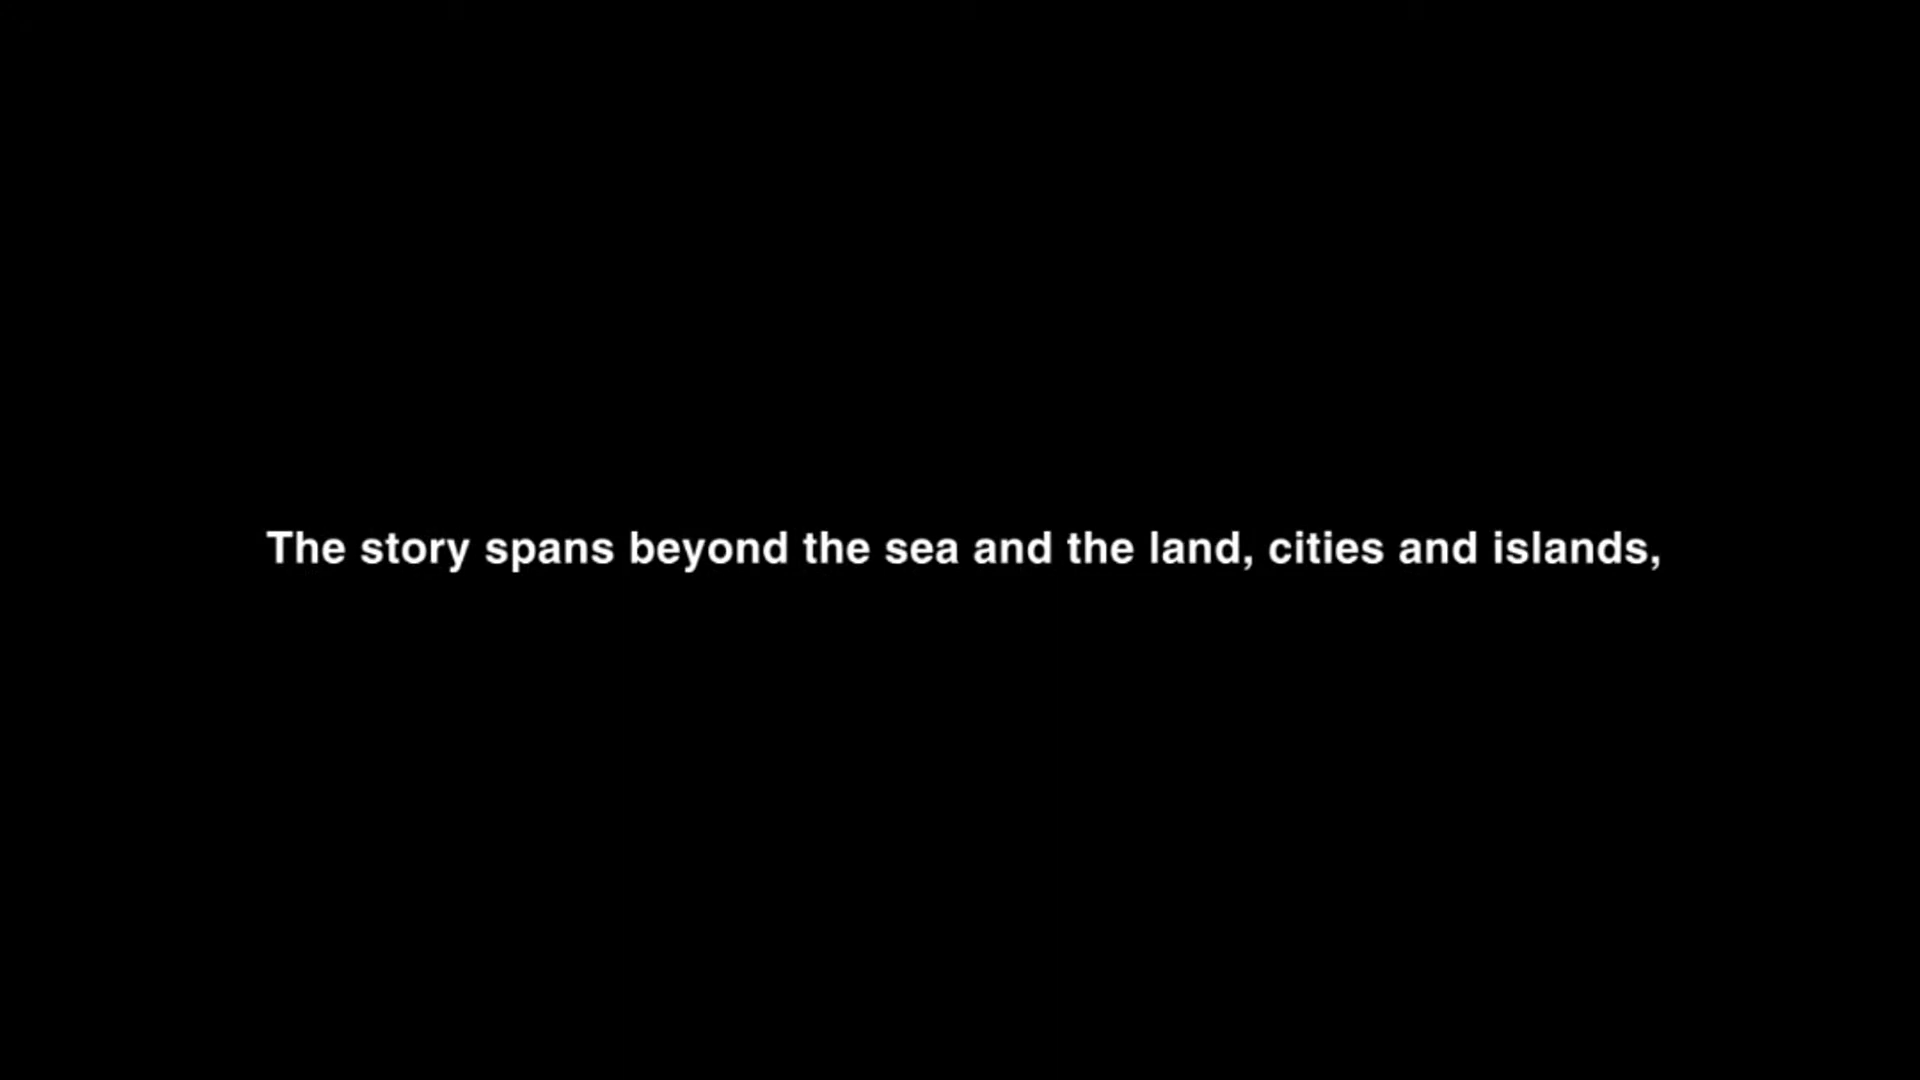 The story spans beyond the sea and the land, cities and islands,